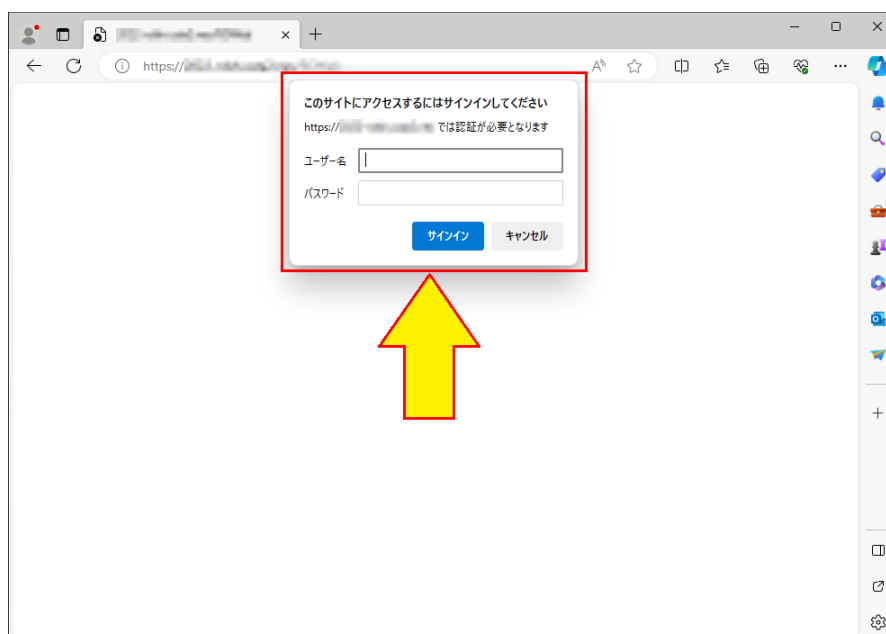 https://
このサイトにアクセスするにはサインインしてください
https:// では認証が必要となります
ユーザー名
パスワード
サインイン キャンセル